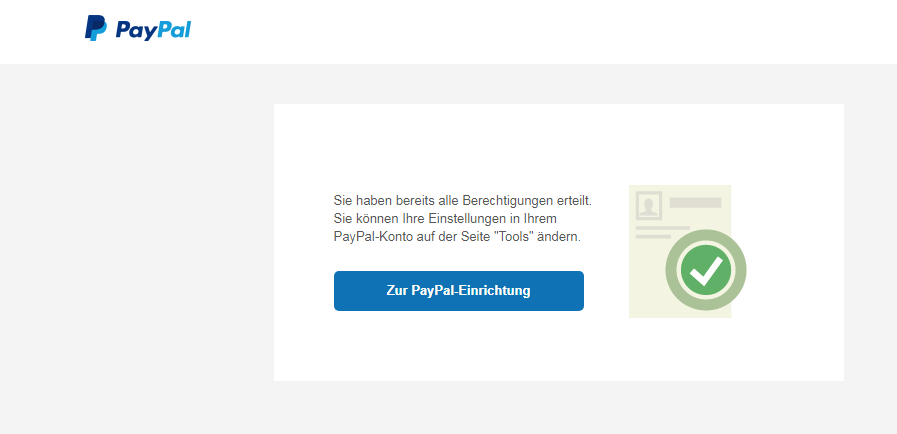 PayPal
Sie haben bereits alle Berechtigungen erteilt.
Sie können Ihre Einstellungen in Ihrem
PayPal-Konto auf der Seite "Tools" ändern.
Zur PayPal-Einrichtung